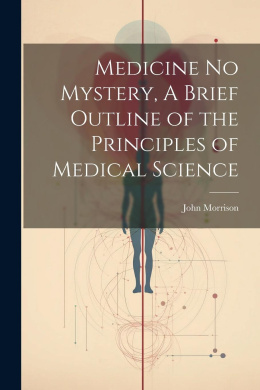 Medicine No
Mystery, A Brief
Outline of the
Principles of
Medical Science
John Morrison